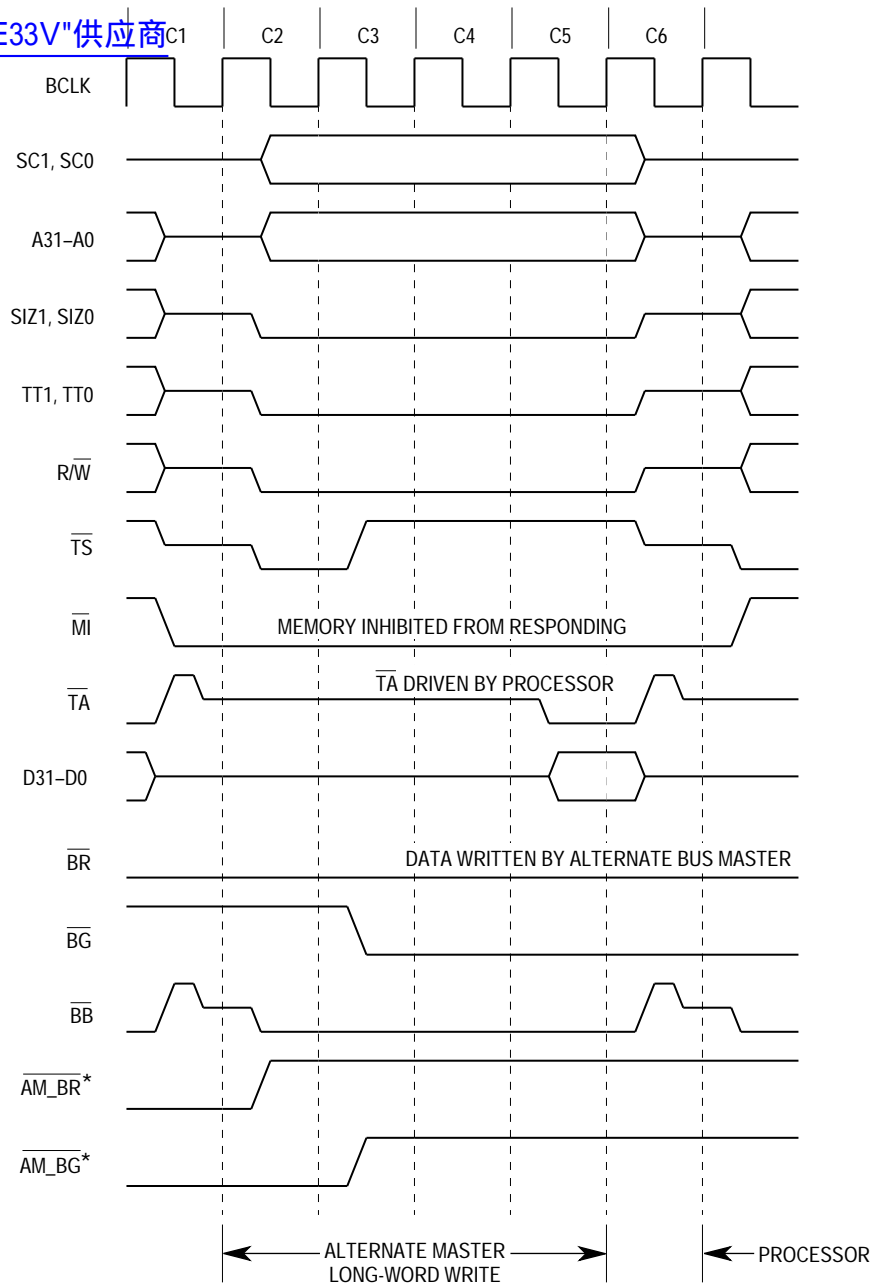 E33V"供应商
C1 C2 C3 C4 C5 C6
BCLK
SC1, SC0
A31–A0
SIZ1, SIZ0
TT1, TT0
R/W
TS
MI
MEMORY INHIBITED FROM RESPONDING
TA DRIVEN BY PROCESSOR
TA
D31–D0
DATA WRITTEN BY ALTERNATE BUS MASTER
BR
BG
BB
AM_BR*
AM_BG*
ALTERNATE MASTER
LONG-WORD WRITE
PROCESSOR